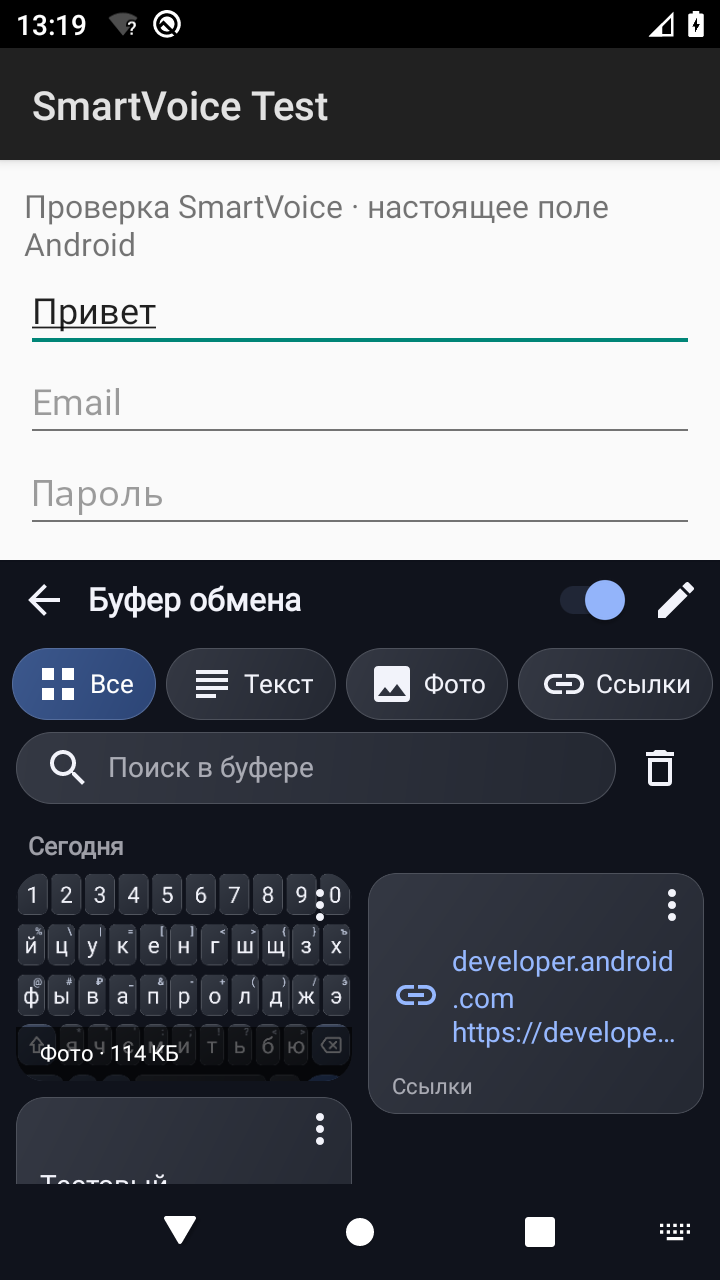 13:19
SmartVoice Test
Проверка SmartVoice · настоящее поле
Android
Привет
Email
Пароль
Буфер обмена
Все
Текст
Фото
Ссылки
Поиск в буфере
Сегодня
1 2 3 4 5 6 7 8 9 0
й ц у к е н г ш щ з х
ф ы в а п р о л д ж э
я ч с м и т ь б ю
Фото · 114 КБ
developer.android
.com
https://develope…
Ссылки
Тестовый